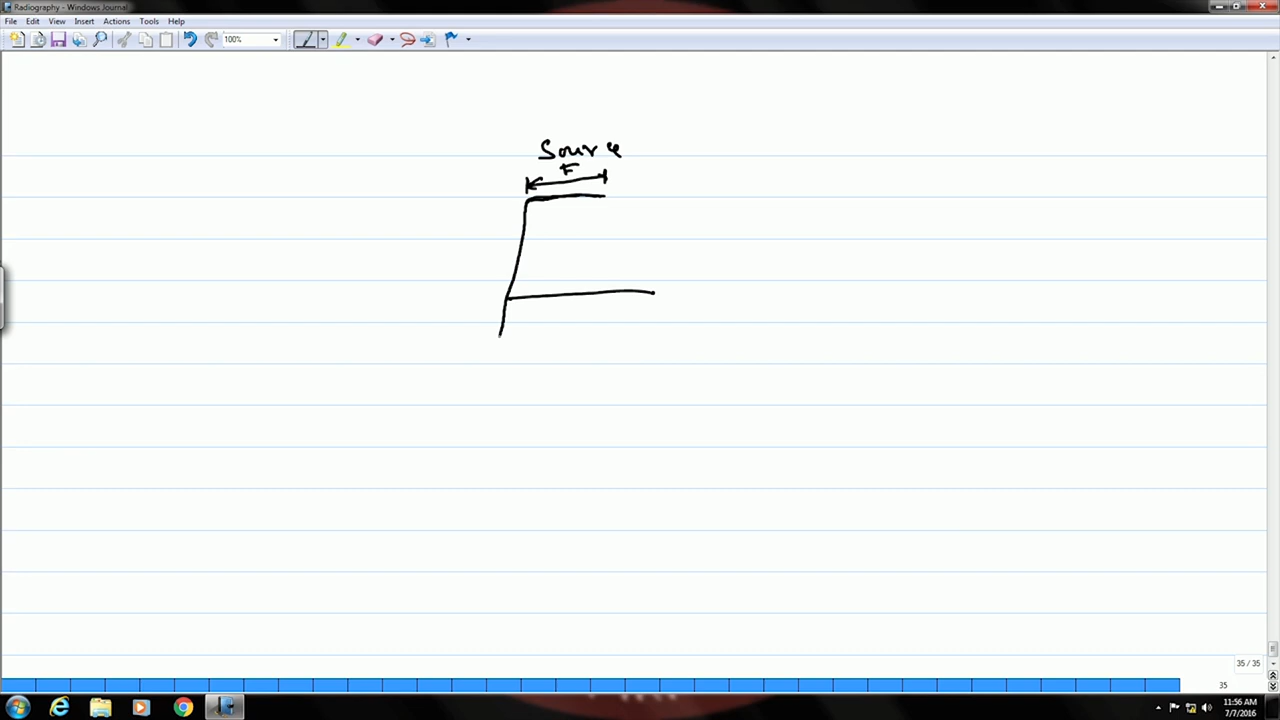 Radiography - Windows Journal
File Edit View Insert Actions Tools Help
100%
Source
F
35 / 35
35
11:56 AM
7/7/2016